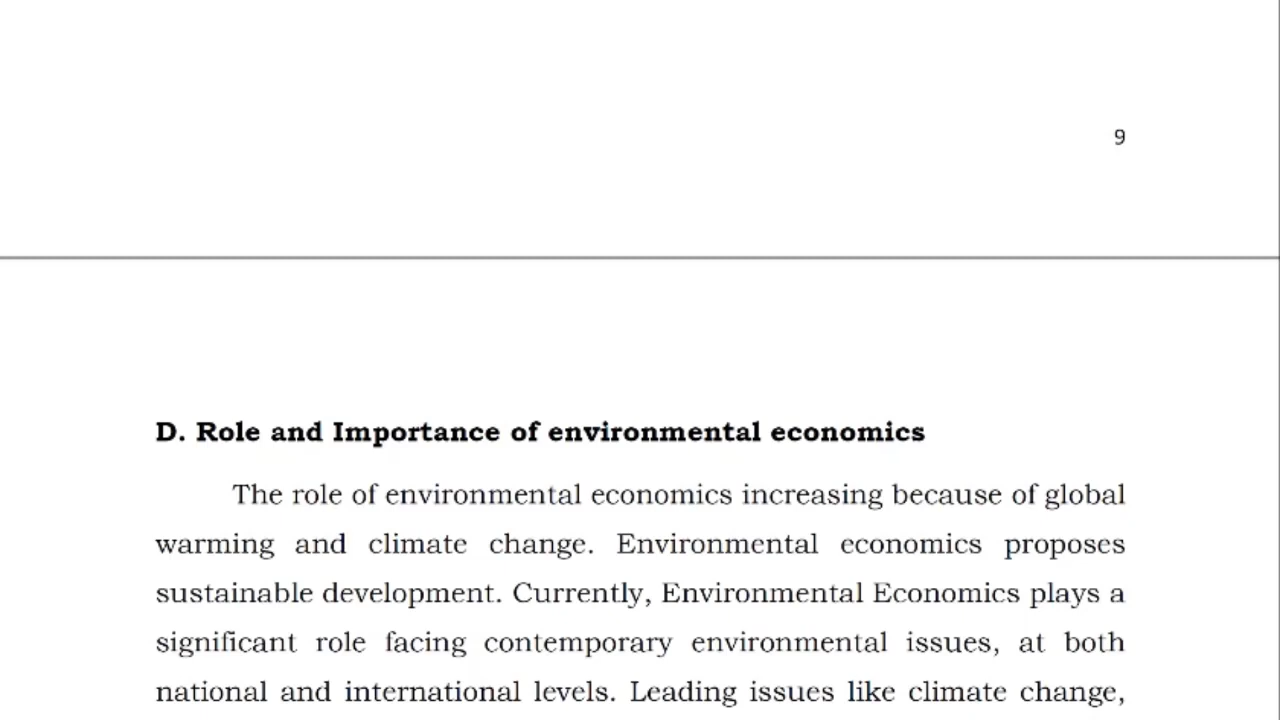 9
D. Role and Importance of environmental economics
The role of environmental economics increasing because of global
warming and climate change. Environmental economics proposes
sustainable development. Currently, Environmental Economics plays a
significant role facing contemporary environmental issues, at both
national and international levels. Leading issues like climate change,